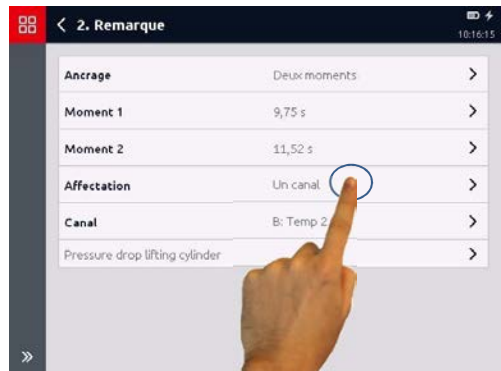 2. Remarque
10:16:15
Ancrage Deux moments
Moment 1 9,75 s
Moment 2 11,52 s
Affectation Un canal
Canal B: Temp 2
Pressure drop lifting cylinder